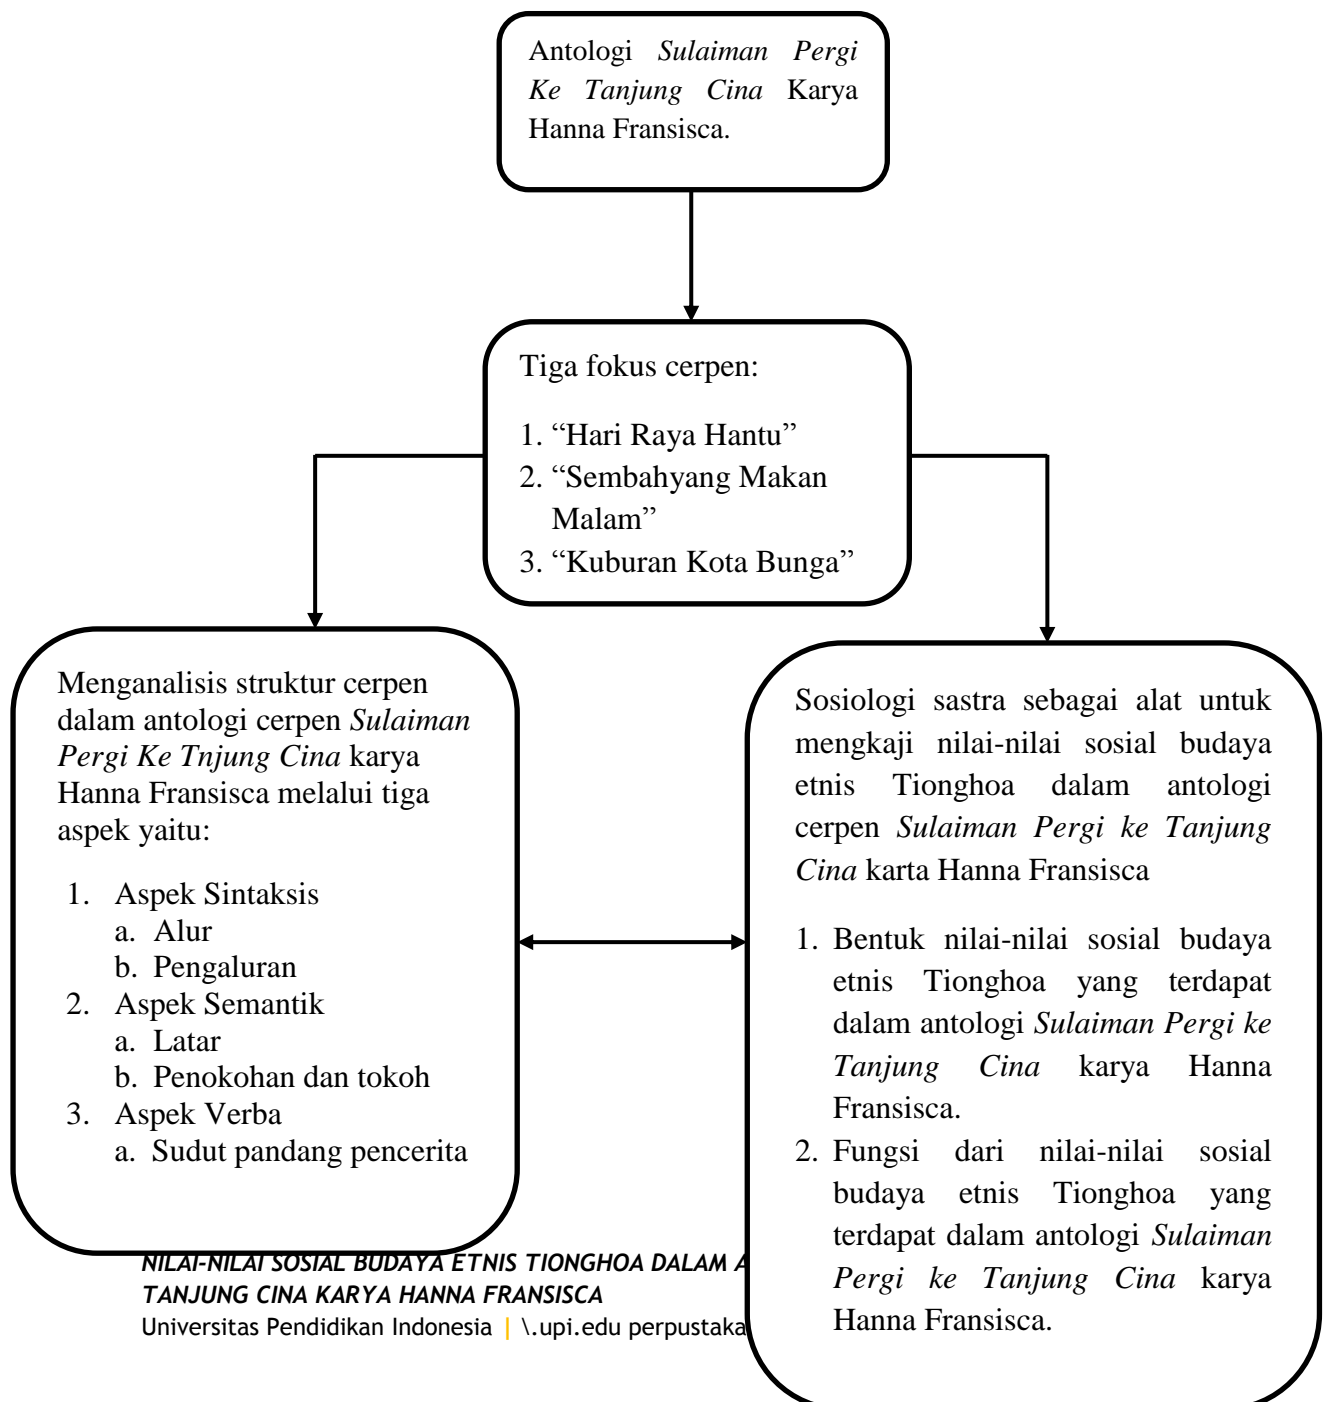 Antologi Sulaiman Pergi
Ke Tanjung Cina Karya
Hanna Fransisca.
Tiga fokus cerpen:
1. “Hari Raya Hantu”
2. “Sembahyang Makan
Malam”
3. “Kuburan Kota Bunga”
Menganalisis struktur cerpen
dalam antologi cerpen Sulaiman
Pergi Ke Tnjung Cina karya
Hanna Fransisca melalui tiga
aspek yaitu:
1. Aspek Sintaksis
a. Alur
b. Pengaluran
2. Aspek Semantik
a. Latar
b. Penokohan dan tokoh
3. Aspek Verba
a. Sudut pandang pencerita
Sosiologi sastra sebagai alat untuk
mengkaji nilai-nilai sosial budaya
etnis Tionghoa dalam antologi
cerpen Sulaiman Pergi ke Tanjung
Cina karta Hanna Fransisca
1. Bentuk nilai-nilai sosial budaya
etnis Tionghoa yang terdapat
dalam antologi Sulaiman Pergi ke
Tanjung Cina karya Hanna
Fransisca.
2. Fungsi dari nilai-nilai sosial
budaya etnis Tionghoa yang
terdapat dalam antologi Sulaiman
Pergi ke Tanjung Cina karya
Hanna Fransisca.
NILAI-NILAI SOSIAL BUDAYA ETNIS TIONGHOA DALAM A
TANJUNG CINA KARYA HANNA FRANSISCA
Universitas Pendidikan Indonesia | \.upi.edu perpustaka